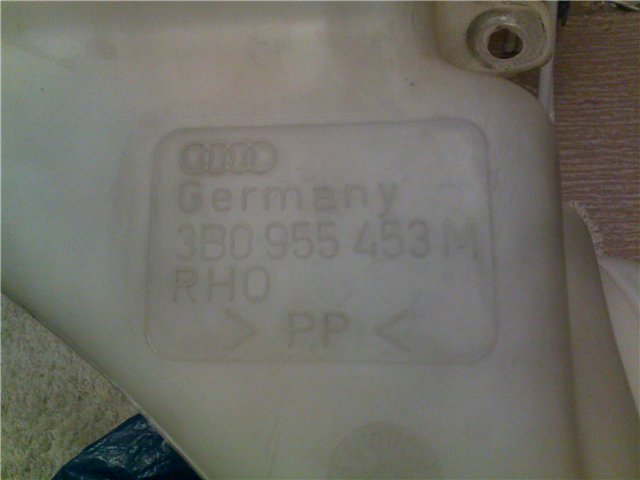 Germany
3B0 955 453 M
RHO
> PP <